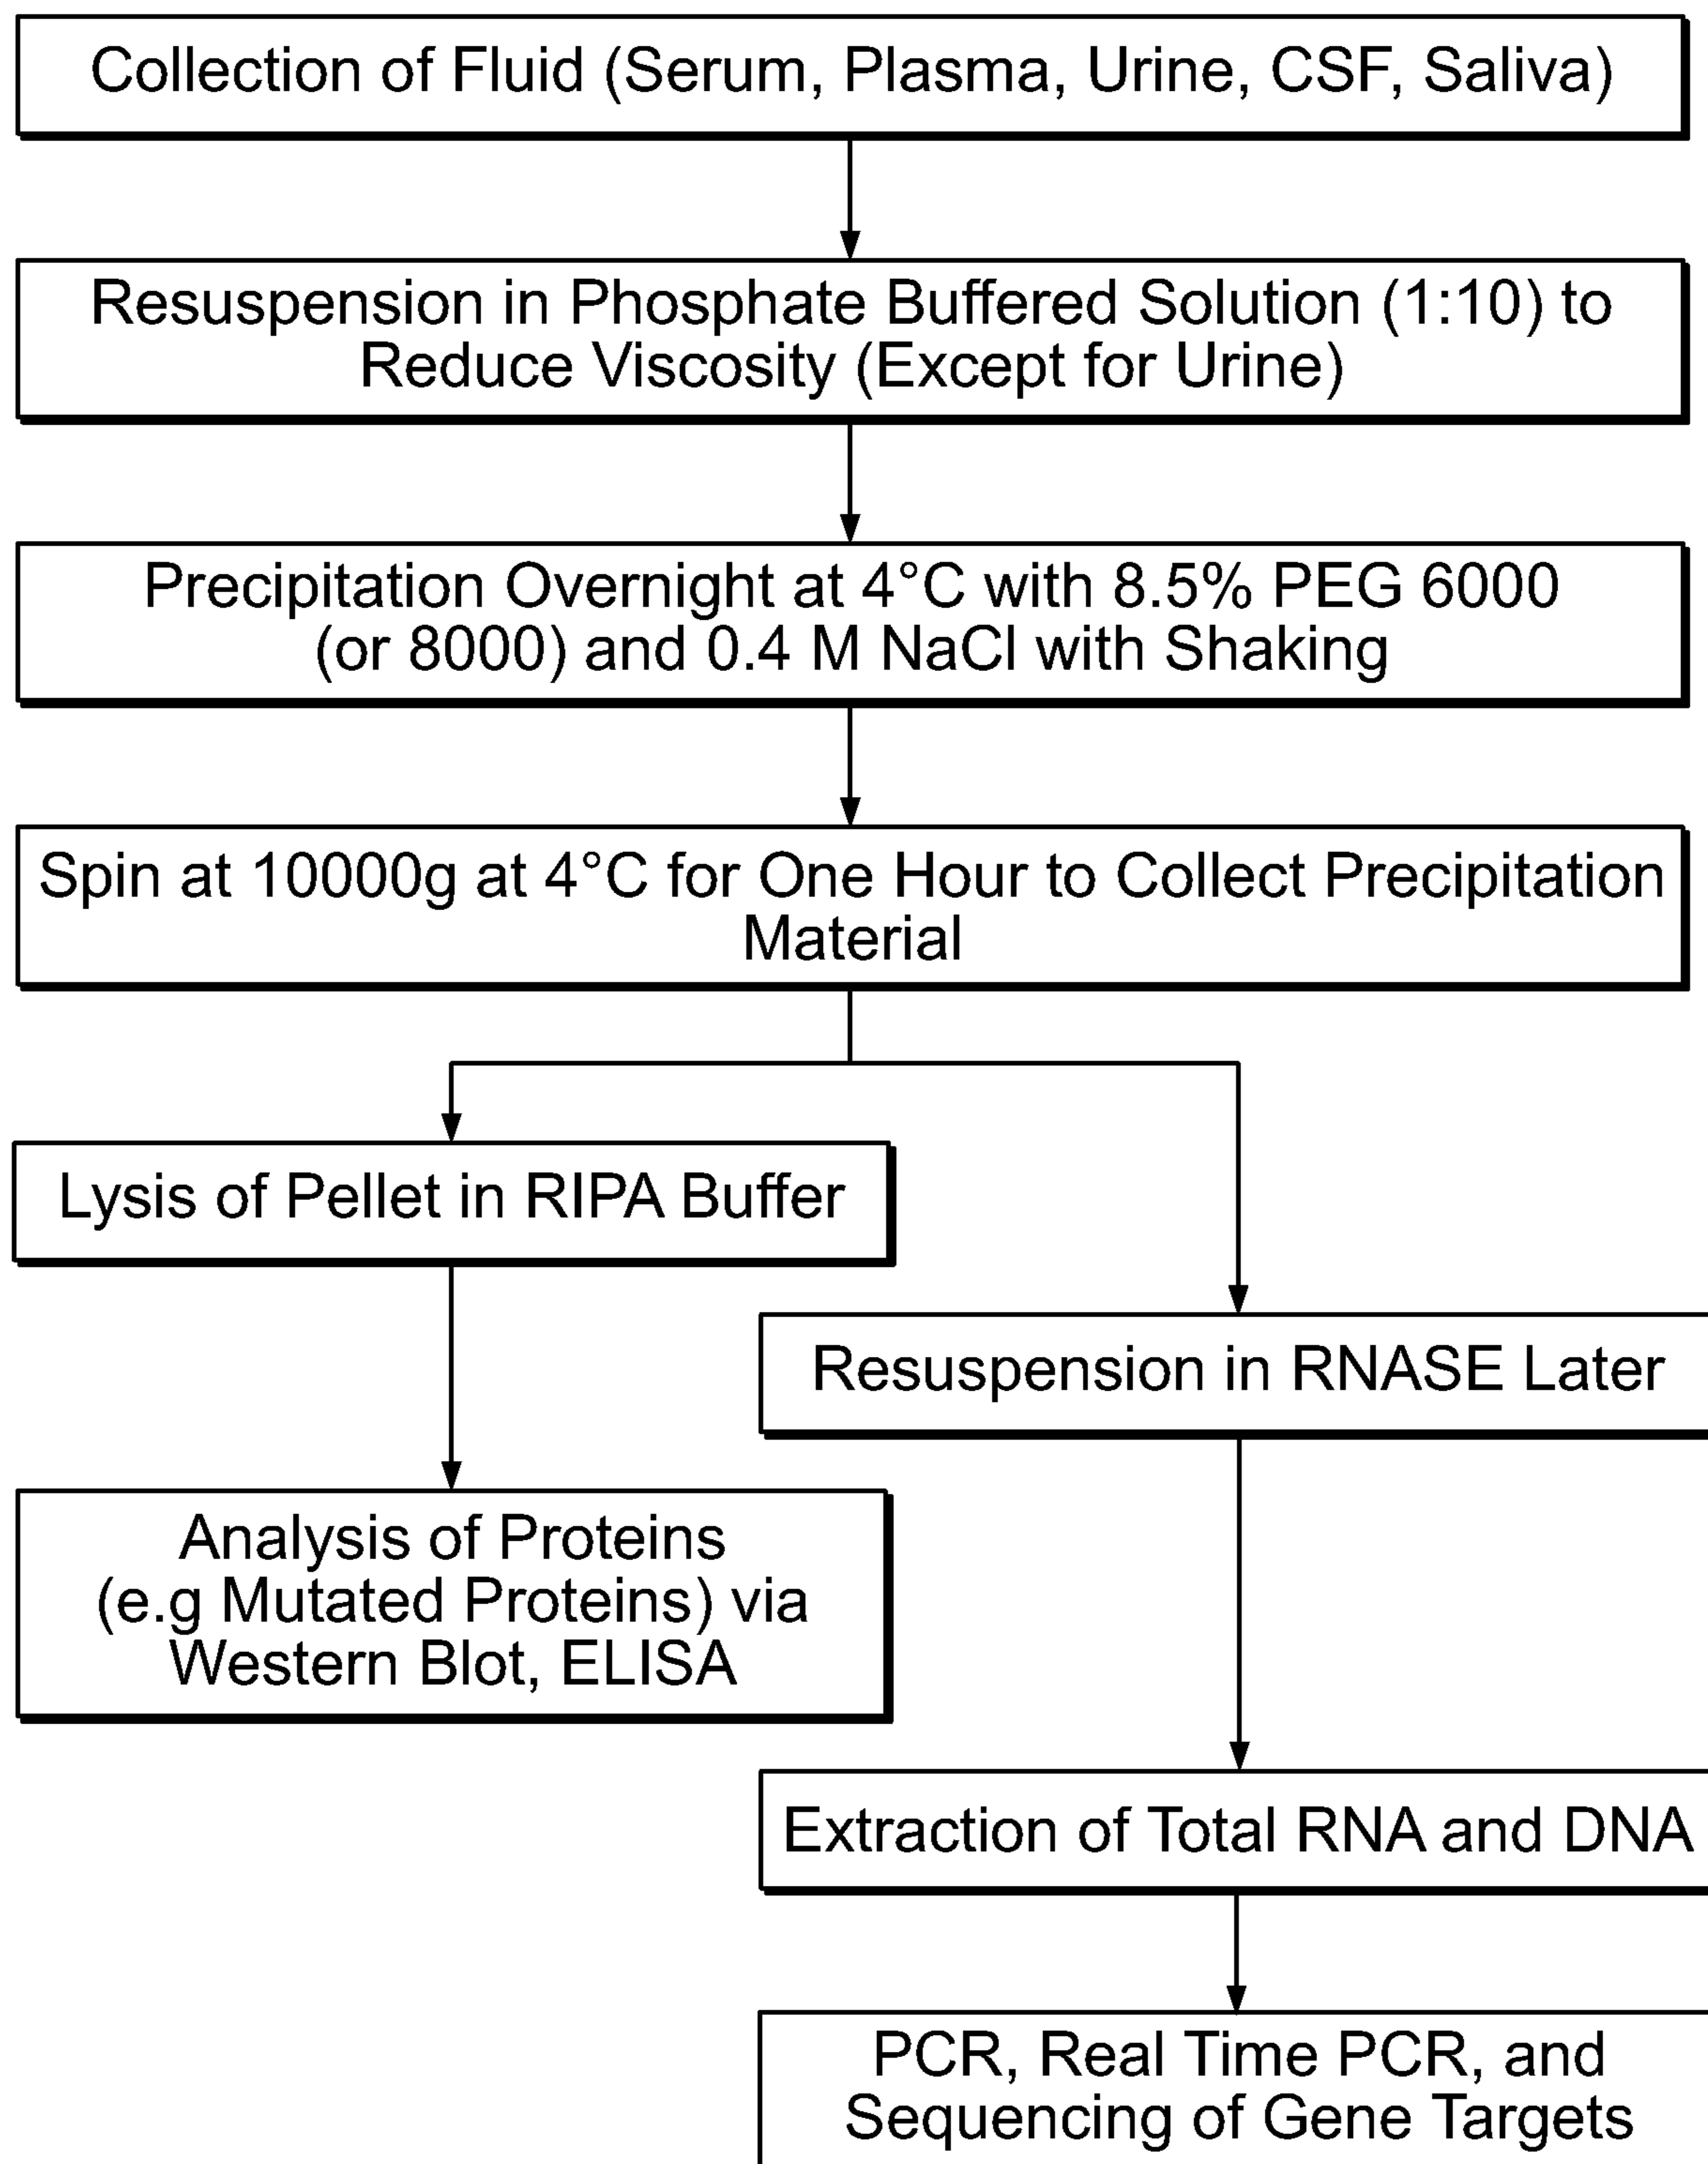 Collection of Fluid (Serum, Plasma, Urine, CSF, Saliva)
Resuspension in Phosphate Buffered Solution (1:10) to
Reduce Viscosity (Except for Urine)
Precipitation Overnight at 4°C with 8.5% PEG 6000
(or 8000) and 0.4 M NaCl with Shaking
Spin at 10000g at 4°C for One Hour to Collect Precipitation
Material
Lysis of Pellet in RIPA Buffer
Resuspension in RNASE Later
Analysis of Proteins
(e.g Mutated Proteins) via
Western Blot, ELISA
Extraction of Total RNA and DNA
PCR, Real Time PCR, and
Sequencing of Gene Targets